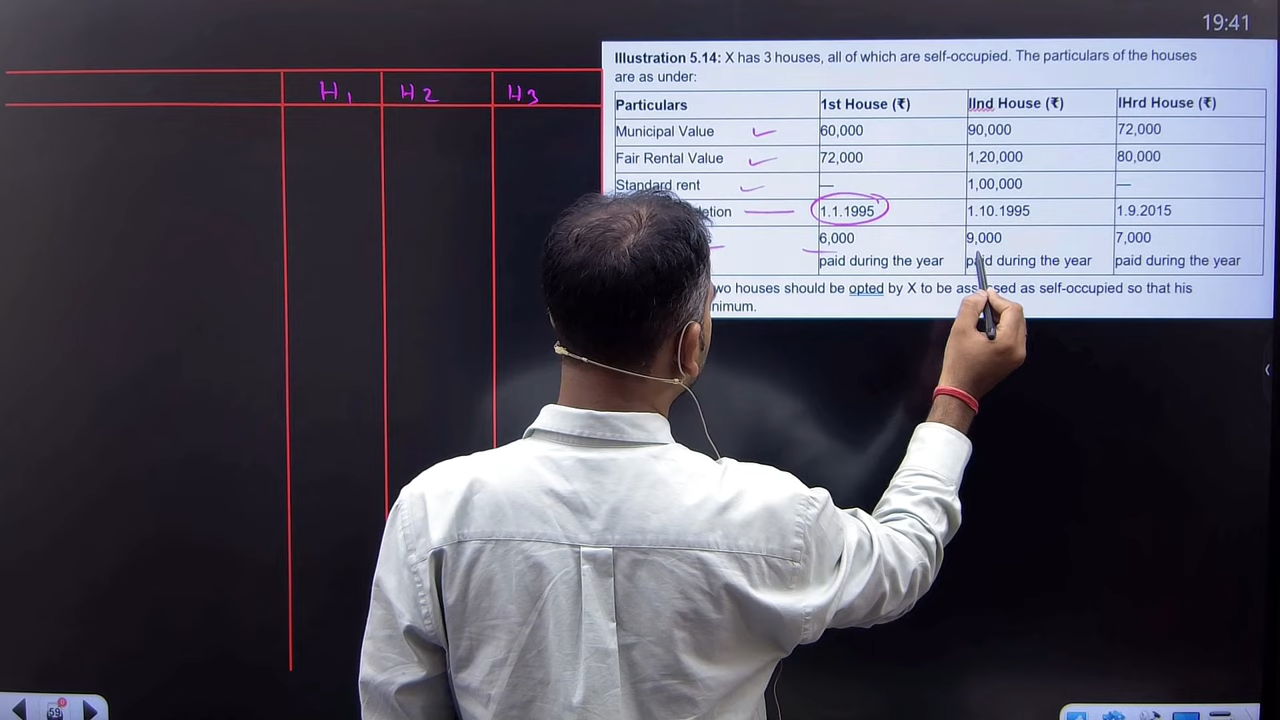 19:41
Illustration 5.14: X has 3 houses, all of which are self-occupied. The particulars of the houses
are as under:
H1 H2 H3
Particulars 1st House (₹) IInd House (₹) IHrd House (₹)
Municipal Value 60,000 90,000 72,000
Fair Rental Value 72,000 1,20,000 80,000
Standard rent — 1,00,000 —
1.1.1995 1.10.1995 1.9.2015
6,000 9,000 7,000
paid during the year paid during the year paid during the year
houses should be opted by X to be assessed as self-occupied so that his
59